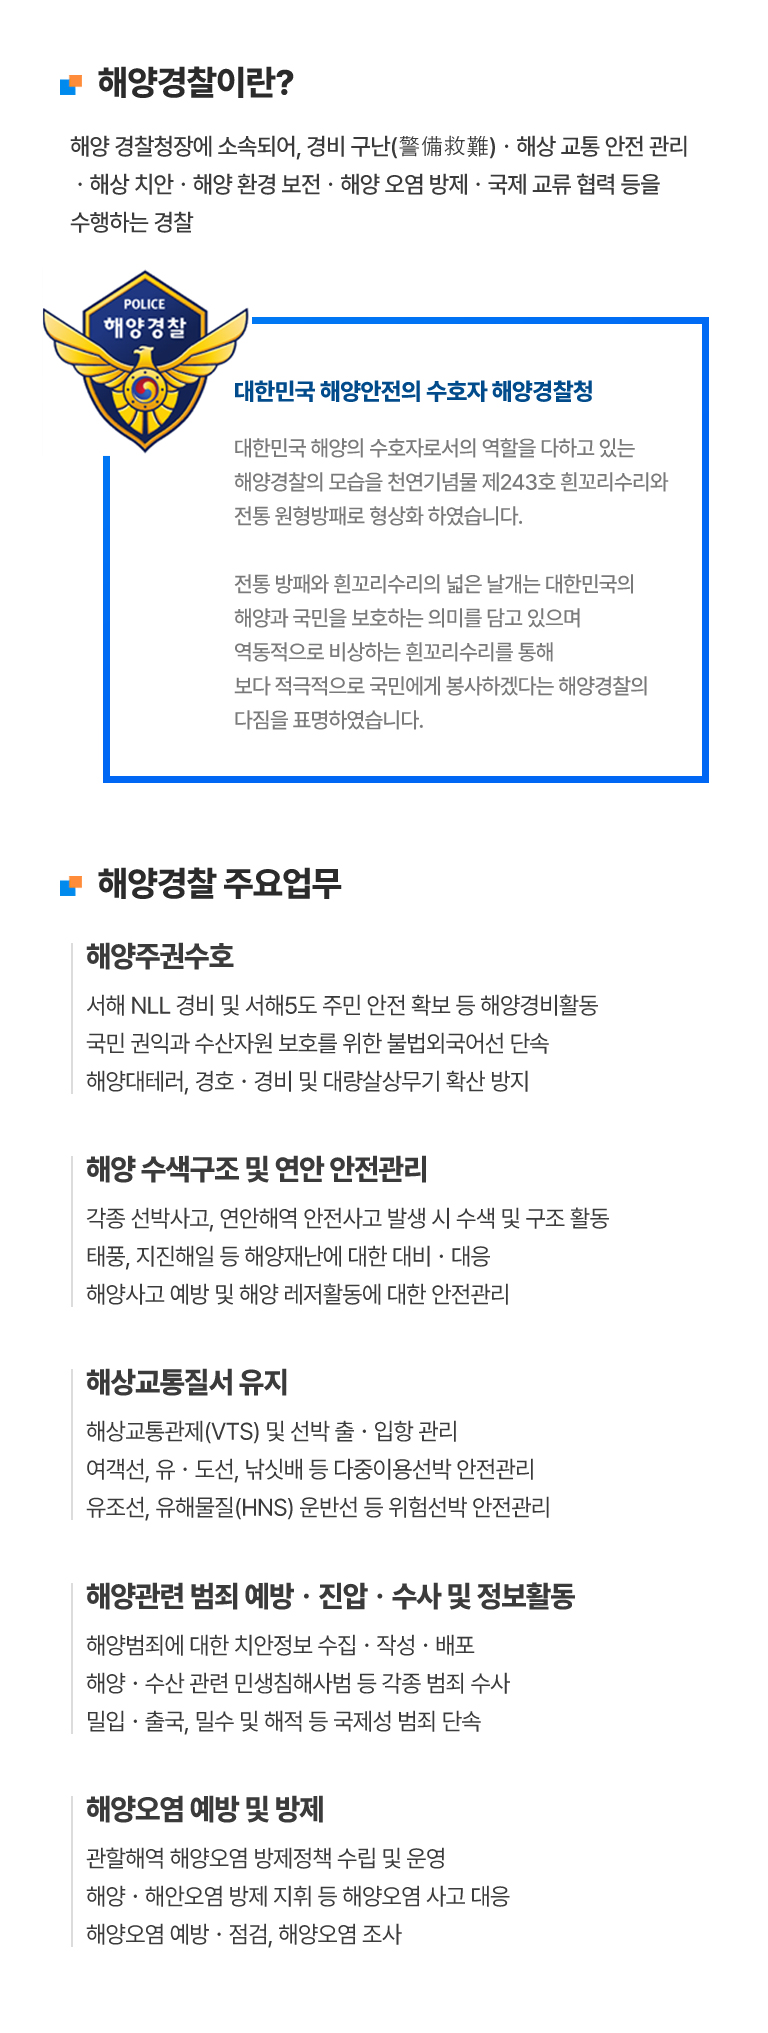 해양경찰이란?
해양 경찰청장에 소속되어, 경비 구난(警備救難)·해상 교통 안전 관리
·해상 치안·해양 환경 보전·해양 오염 방제·국제 교류 협력 등을
수행하는 경찰
POLICE
해양경찰
대한민국 해양안전의 수호자 해양경찰청
대한민국 해양의 수호자로서의 역할을 다하고 있는
해양경찰의 모습을 천연기념물 제243호 흰꼬리수리와
전통 원형방패로 형상화 하였습니다.
전통 방패와 흰꼬리수리의 넓은 날개는 대한민국의
해양과 국민을 보호하는 의미를 담고 있으며
역동적으로 비상하는 흰꼬리수리를 통해
보다 적극적으로 국민에게 봉사하겠다는 해양경찰의
다짐을 표명하였습니다.
해양경찰 주요업무
해양주권수호
서해 NLL 경비 및 서해5도 주민 안전 확보 등 해양경비활동
국민 권익과 수산자원 보호를 위한 불법외국어선 단속
해양대테러, 경호·경비 및 대량살상무기 확산 방지
해양 수색구조 및 연안 안전관리
각종 선박사고, 연안해역 안전사고 발생 시 수색 및 구조 활동
태풍, 지진해일 등 해양재난에 대한 대비·대응
해양사고 예방 및 해양 레저활동에 대한 안전관리
해상교통질서 유지
해상교통관제(VTS) 및 선박 출·입항 관리
여객선, 유·도선, 낚싯배 등 다중이용선박 안전관리
유조선, 유해물질(HNS) 운반선 등 위험선박 안전관리
해양관련 범죄 예방·진압·수사 및 정보활동
해양범죄에 대한 치안정보 수집·작성·배포
해양·수산 관련 민생침해사범 등 각종 범죄 수사
밀입·출국, 밀수 및 해적 등 국제성 범죄 단속
해양오염 예방 및 방제
관할해역 해양오염 방제정책 수립 및 운영
해양·해안오염 방제 지휘 등 해양오염 사고 대응
해양오염 예방·점검, 해양오염 조사